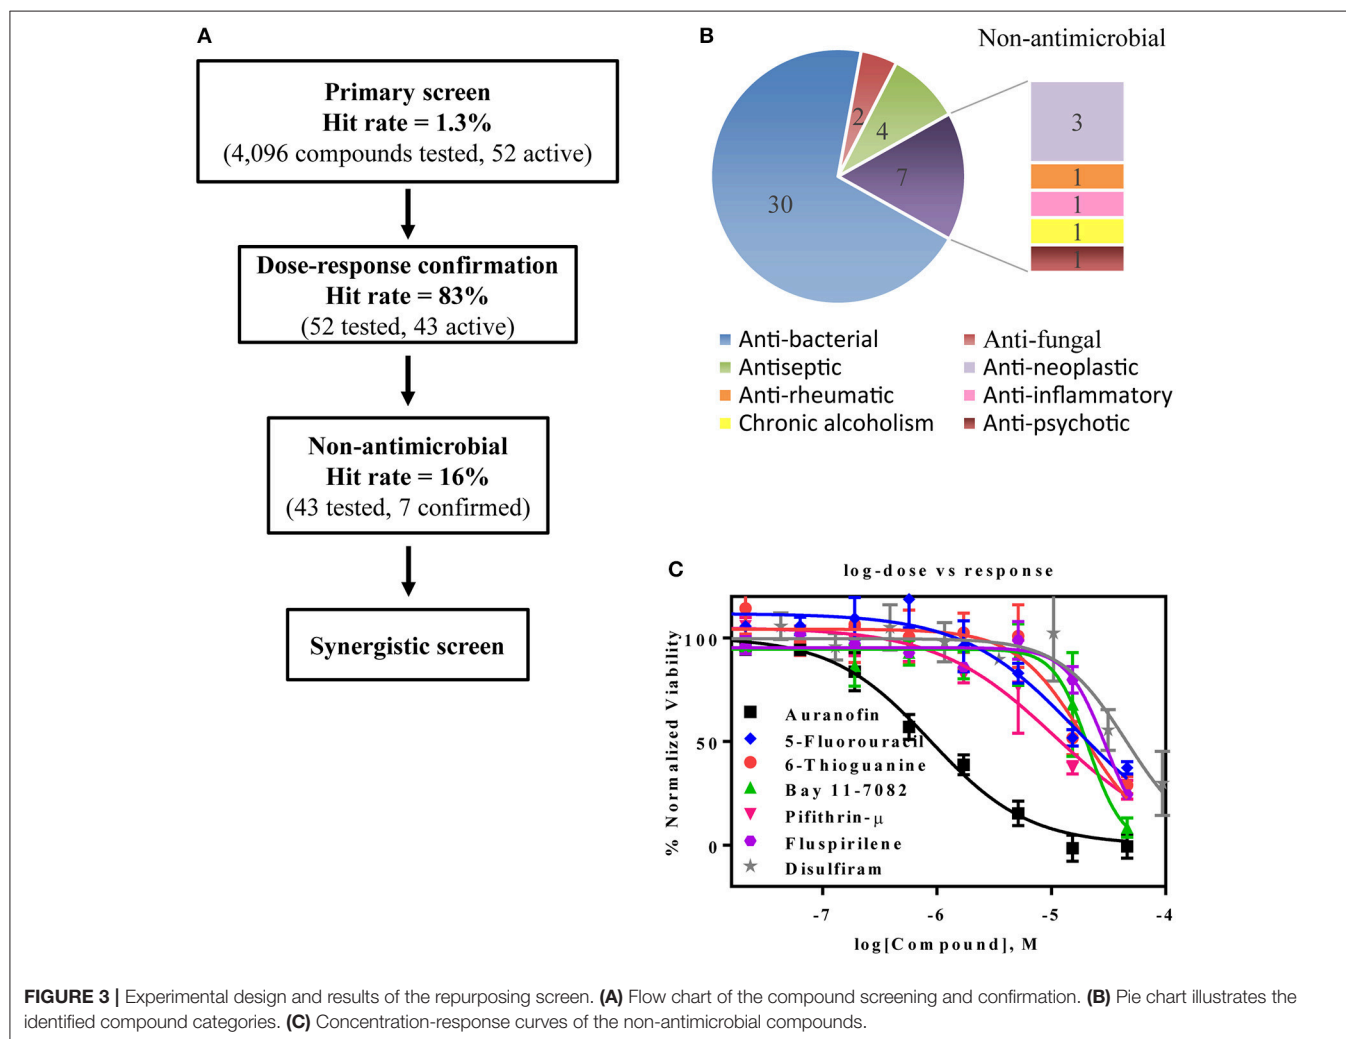 A
Primary screen
Hit rate = 1.3%
(4,096 compounds tested, 52 active)
Dose-response confirmation
Hit rate = 83%
(52 tested, 43 active)
Non-antimicrobial
Hit rate = 16%
(43 tested, 7 confirmed)
Synergistic screen
B
Non-antimicrobial
2
4
7
30
3
1
1
1
1
Anti-bacterial
Anti-fungal
Antiseptic
Anti-neoplastic
Anti-rheumatic
Anti-inflammatory
Chronic alcoholism
Anti-psychotic
C
log-dose vs response
% Normalized Viability
100
50
0
Auranofin
5-Fluorouracil
6-Thioguanine
Bay 11-7082
Pifithrin-μ
Fluspirilene
Disulfiram
-7
-6
-5
-4
log[Compound], M
FIGURE 3 | Experimental design and results of the repurposing screen. (A) Flow chart of the compound screening and confirmation. (B) Pie chart illustrates the
identified compound categories. (C) Concentration-response curves of the non-antimicrobial compounds.